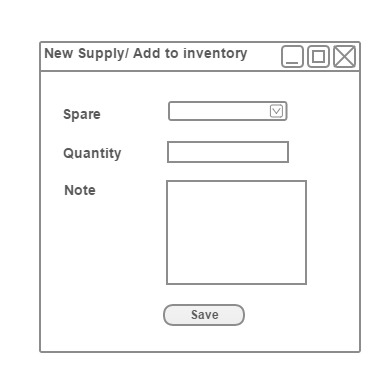 New Supply/ Add to inventory
Spare
Quantity
Note
Save